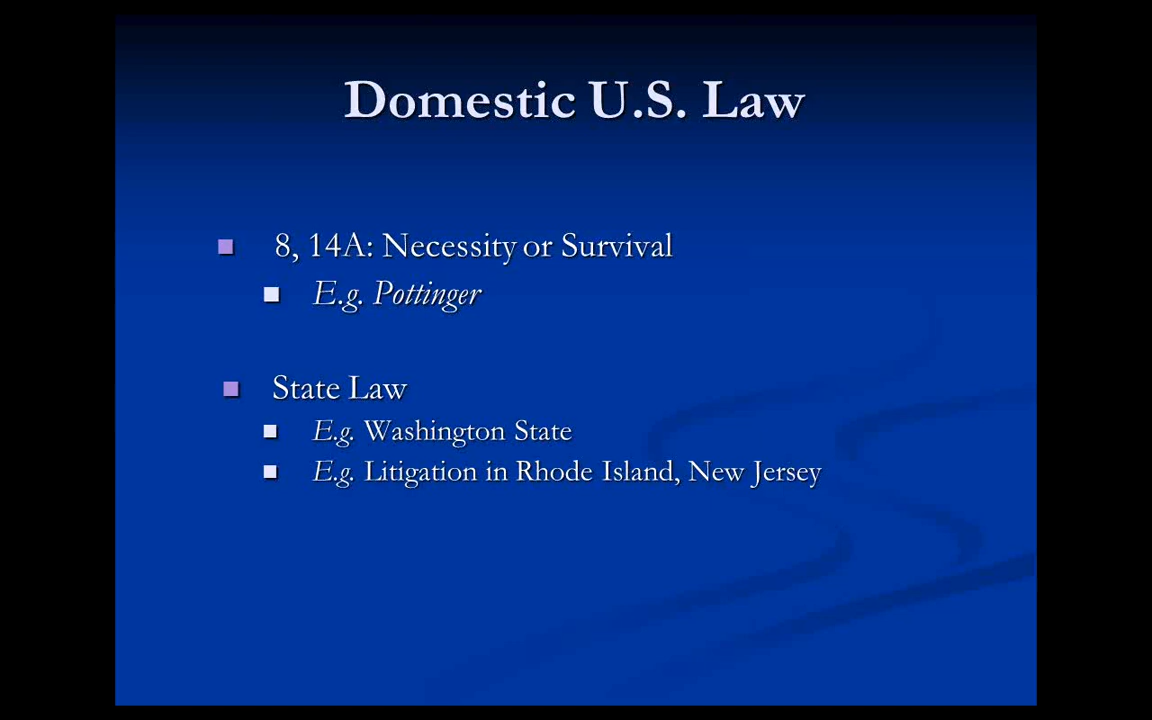 Domestic U.S. Law
8, 14A: Necessity or Survival
E.g. Pottinger
State Law
E.g. Washington State
E.g. Litigation in Rhode Island, New Jersey